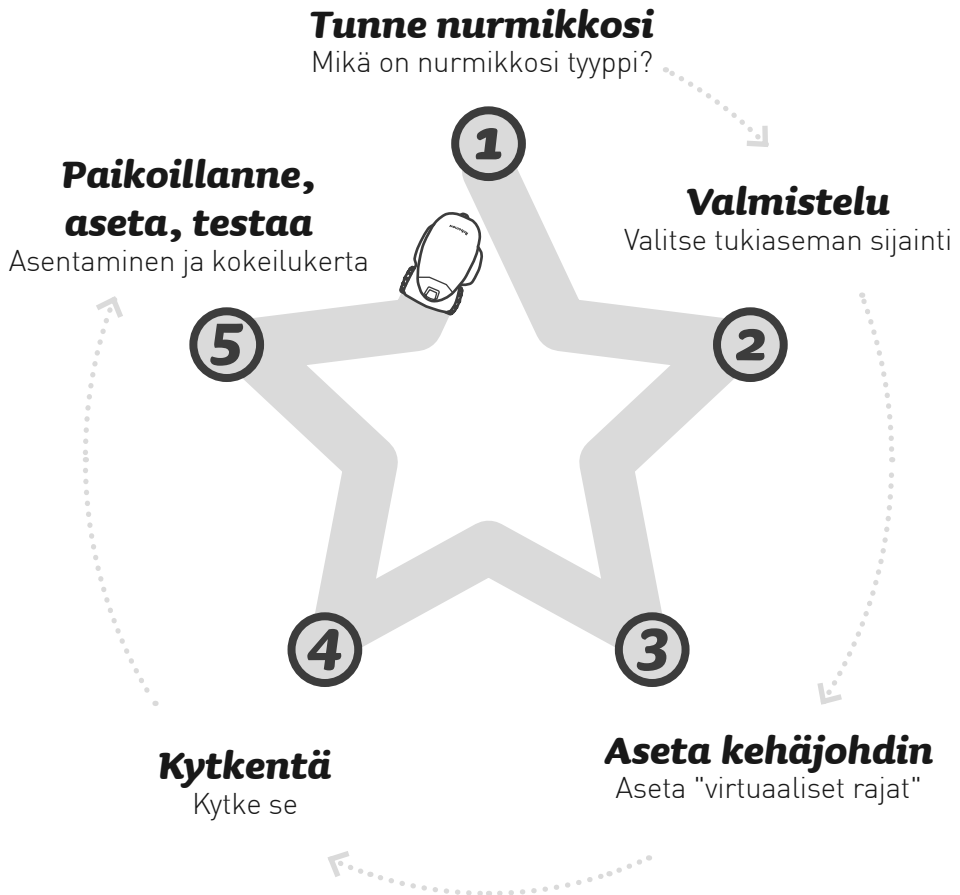 Tunne nurmikkosi
Mikä on nurmikkosi tyyppi?
1
Valmistelu
Valitse tukiaseman sijainti
2
Aseta kehäjohdin
Aseta "virtuaaliset rajat"
3
Kytkentä
Kytke se
4
Paikoillanne,
aseta, testaa
Asentaminen ja kokeilukerta
5